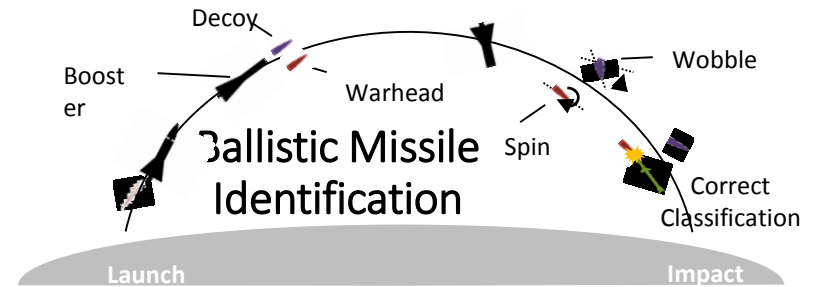 Decoy
Boost
er
Warhead
Wobble
Ballistic Missile
Identification
Spin
Correct
Classification
Launch
Impact